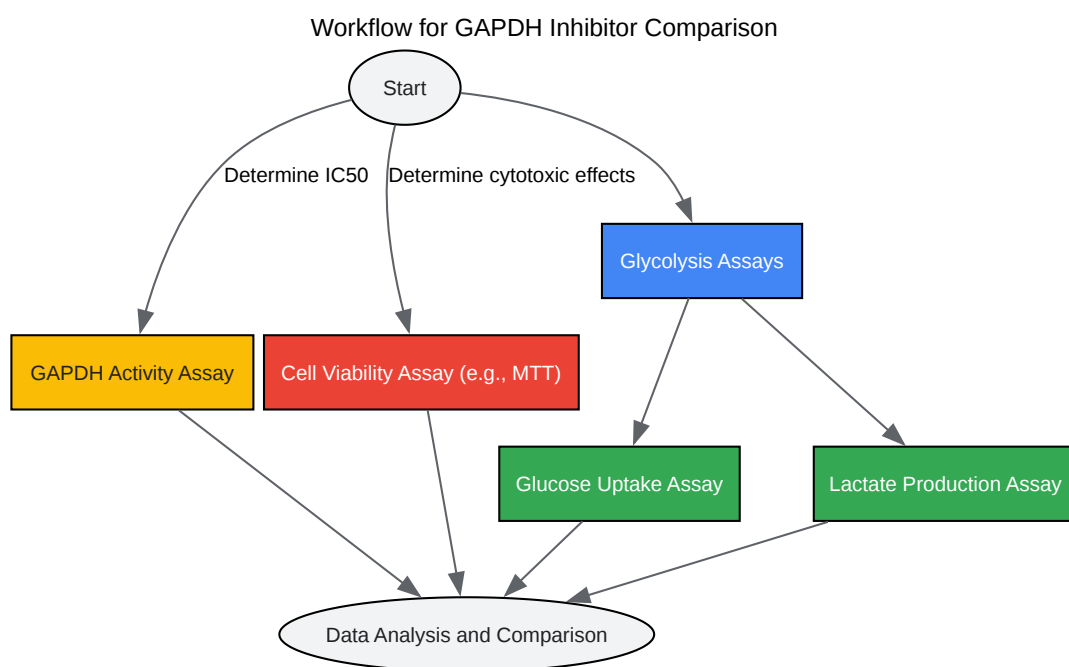 Workflow for GAPDH Inhibitor Comparison
Start
Determine IC50
Determine cytotoxic effects
Glycolysis Assays
GAPDH Activity Assay
Cell Viability Assay (e.g., MTT)
Glucose Uptake Assay
Lactate Production Assay
Data Analysis and Comparison